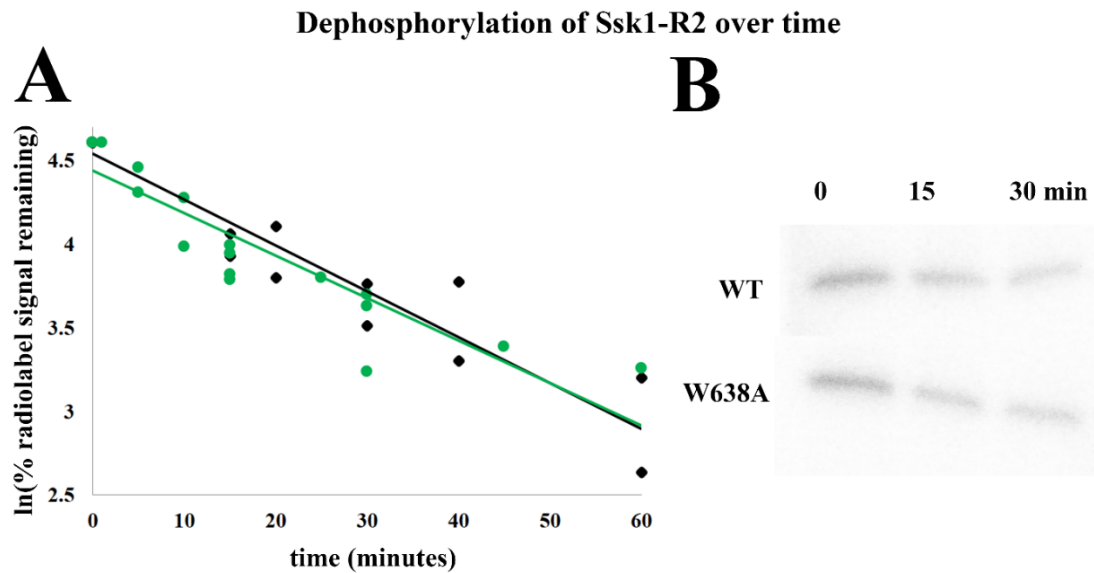 Dephosphorylation of Ssk1-R2 over time
A
ln(% radiolabel signal remaining)
4.5
4
3.5
3
2.5
0 10 20 30 40 50 60
time (minutes)
B
0 15 30 min
WT
W638A